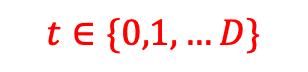 t ∈ {0,1, … D}